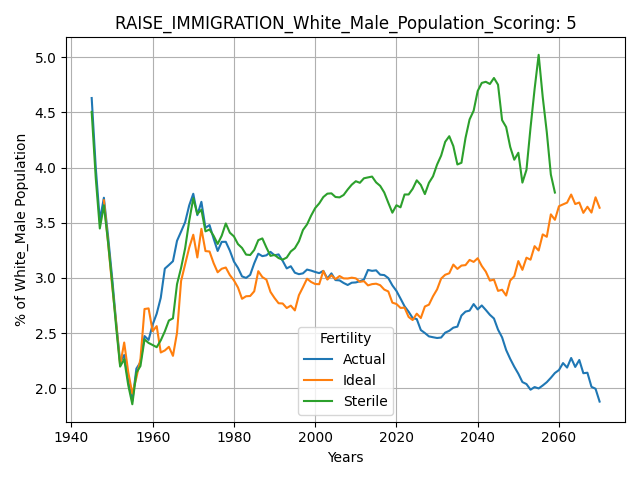 RAISE_IMMIGRATION_White_Male_Population_Scoring: 5
% of White_Male Population
5.0
4.5
4.0
3.5
3.0
2.5
2.0
Fertility
Actual
Ideal
Sterile
1940 1960 1980 2000 2020 2040 2060
Years